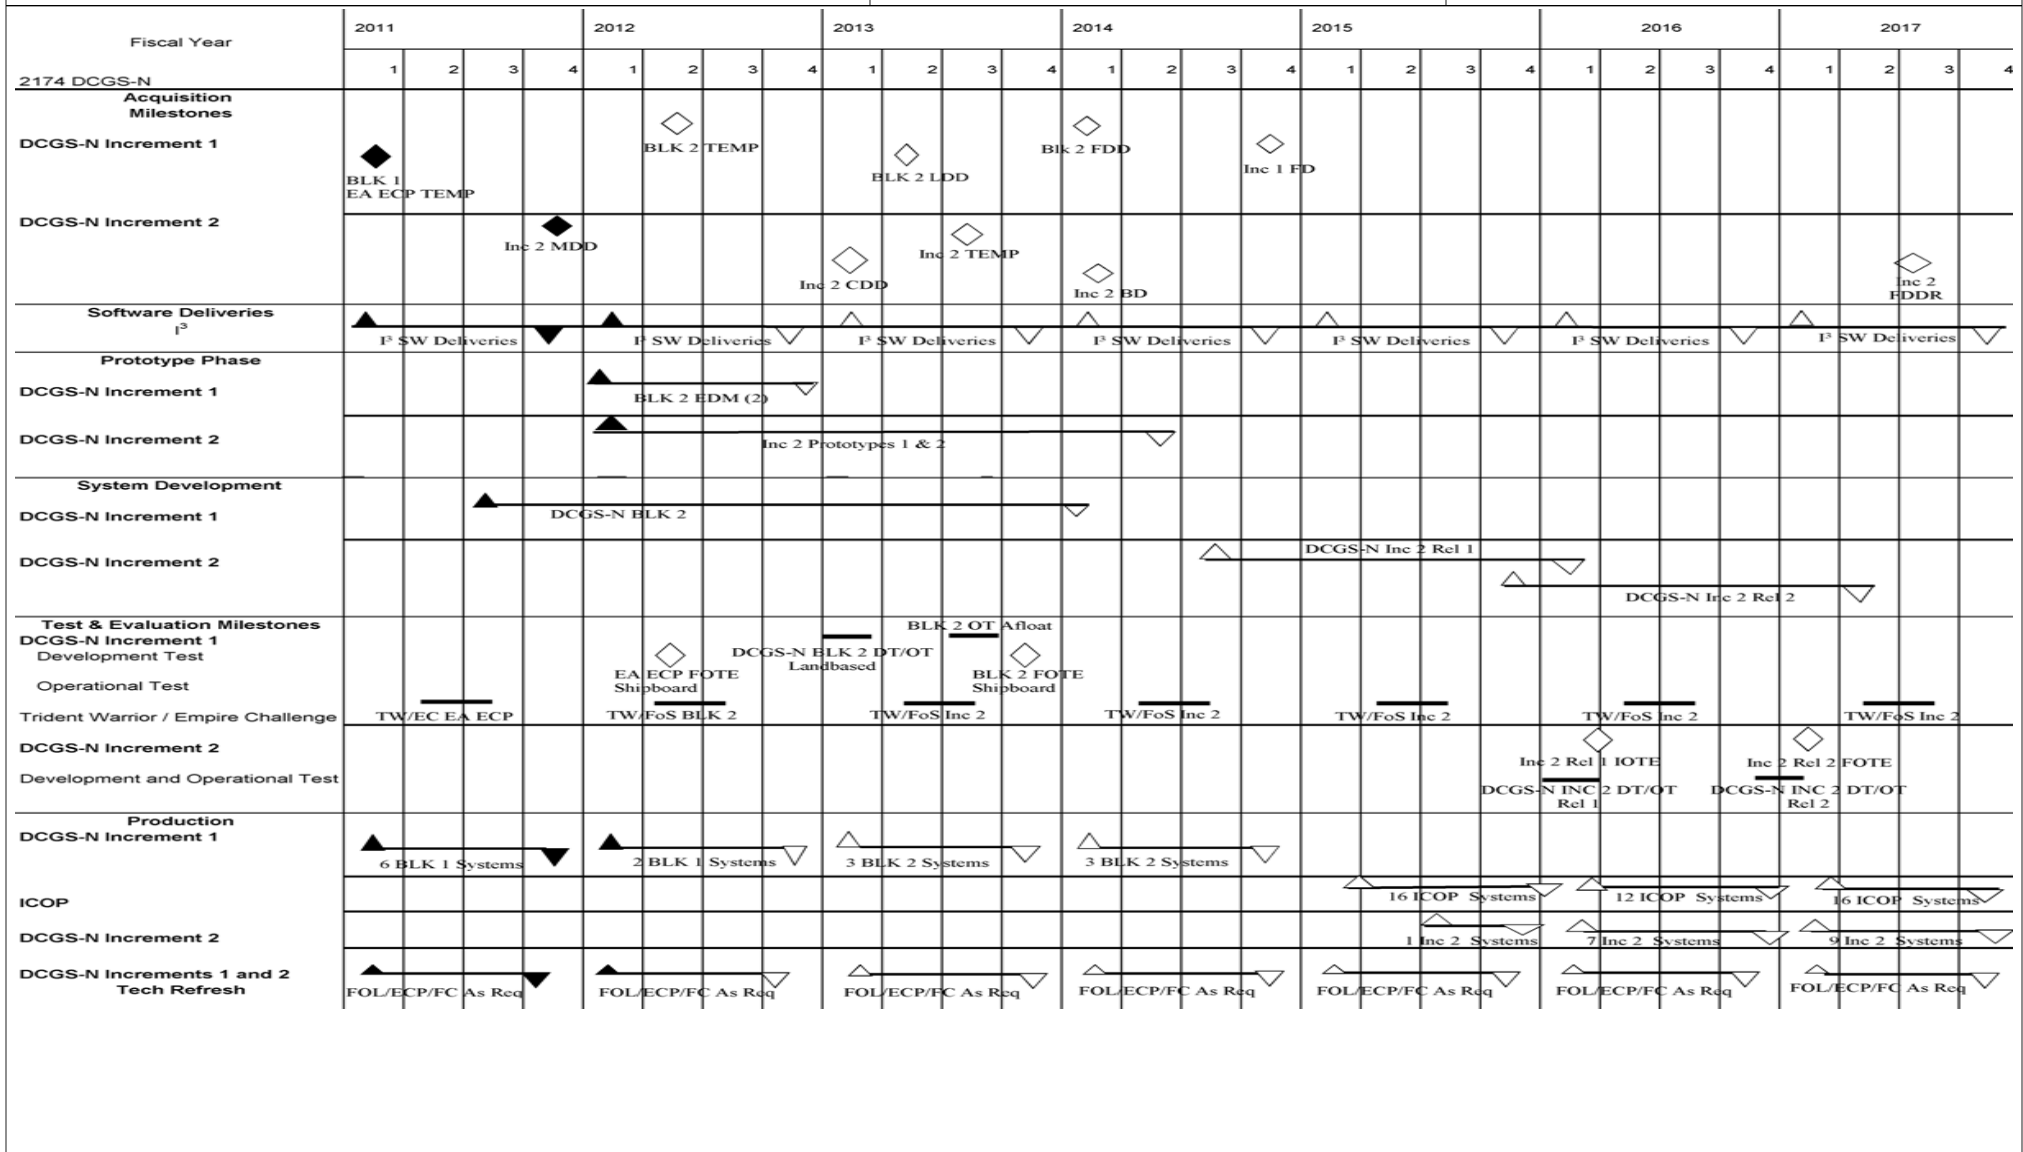 Fiscal Year
2011 2012 2013 2014 2015 2016 2017
2174 DCGS-N
1 2 3 4 1 2 3 4 1 2 3 4 1 2 3 4 1 2 3 4 1 2 3 4 1 2 3 4
Acquisition
Milestones
DCGS-N Increment 1
BLK 1
EA ECP TEMP
BLK 2 TEMP
BLK 2 LDD
Blk 2 FDD
Inc 1 FD
DCGS-N Increment 2
Inc 2 MDD
Inc 2 CDD
Inc 2 TEMP
Inc 2 BD
Inc 2
FDDR
Software Deliveries
I³
I³ SW Deliveries
I³ SW Deliveries
I³ SW Deliveries
I³ SW Deliveries
I³ SW Deliveries
I³ SW Deliveries
I³ SW Deliveries
Prototype Phase
DCGS-N Increment 1
BLK 2 EDM (2)
DCGS-N Increment 2
Inc 2 Prototypes 1 & 2
System Development
DCGS-N Increment 1
DCGS-N BLK 2
DCGS-N Increment 2
DCGS-N Inc 2 Rel 1
DCGS-N Inc 2 Rel 2
Test & Evaluation Milestones
DCGS-N Increment 1
Development Test
DCGS-N BLK 2 DT/OT
Landbased
BLK 2 OT Afloat
Operational Test
EA ECP FOTE
Shipboard
BLK 2 FOTE
Shipboard
Trident Warrior / Empire Challenge
TW/EC EA ECP
TW/FoS BLK 2
TW/FoS Inc 2
TW/FoS Inc 2
TW/FoS Inc 2
TW/FoS Inc 2
TW/FoS Inc 2
DCGS-N Increment 2
Inc 2 Rel 1 IOTE
Inc 2 Rel 2 FOTE
Development and Operational Test
DCGS-N INC 2 DT/OT
Rel 1
DCGS-N INC 2 DT/OT
Rel 2
Production
DCGS-N Increment 1
6 BLK 1 Systems
2 BLK 1 Systems
3 BLK 2 Systems
3 BLK 2 Systems
ICOP
16 ICOP Systems
12 ICOP Systems
16 ICOP Systems
DCGS-N Increment 2
1 Inc 2 Systems
7 Inc 2 Systems
9 Inc 2 Systems
DCGS-N Increments 1 and 2
Tech Refresh
FOL/ECP/FC As Req
FOL/ECP/FC As Req
FOL/ECP/FC As Req
FOL/ECP/FC As Req
FOL/ECP/FC As Req
FOL/ECP/FC As Req
FOL/ECP/FC As Req